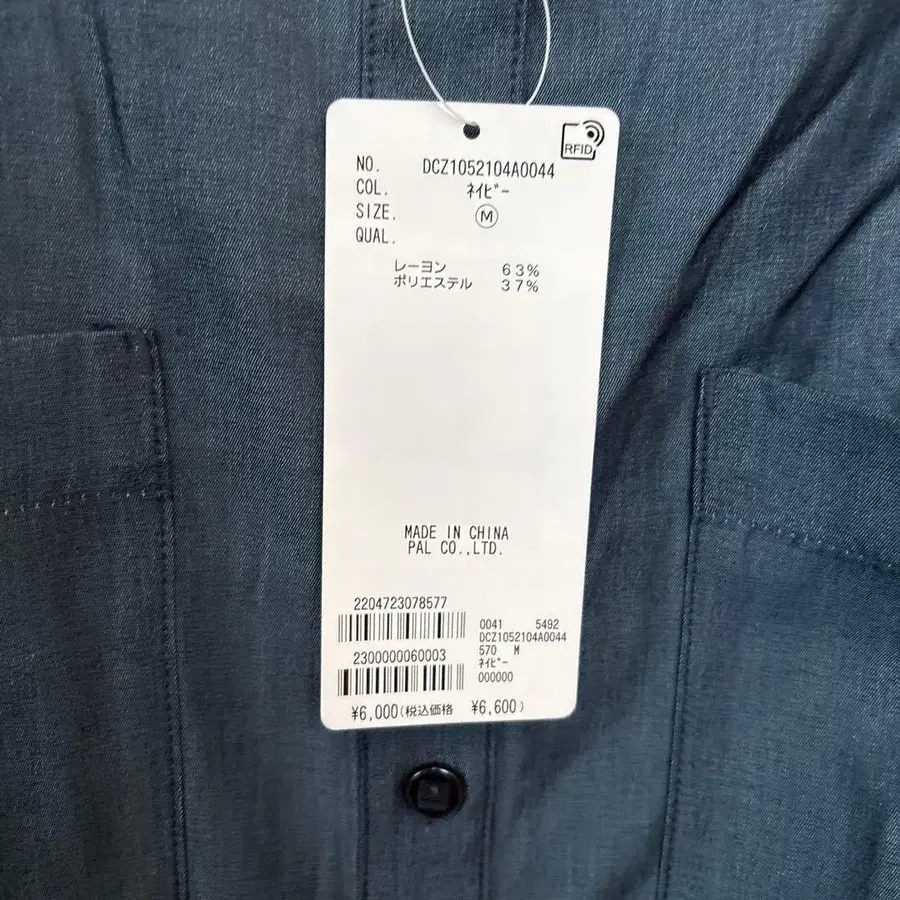 RFID
NO. DCZ1052104A0044
COL. ﾈｲﾋﾞｰ
SIZE. Ⓜ
QUAL.
レーヨン 63%
ポリエステル 37%
MADE IN CHINA
PAL CO.,LTD.
2204723078577
0041 5492
DCZ1052104A0044
2300000060003
570 M
ﾈｲﾋﾞｰ
000000
¥6,000(税込価格 ¥6,600)